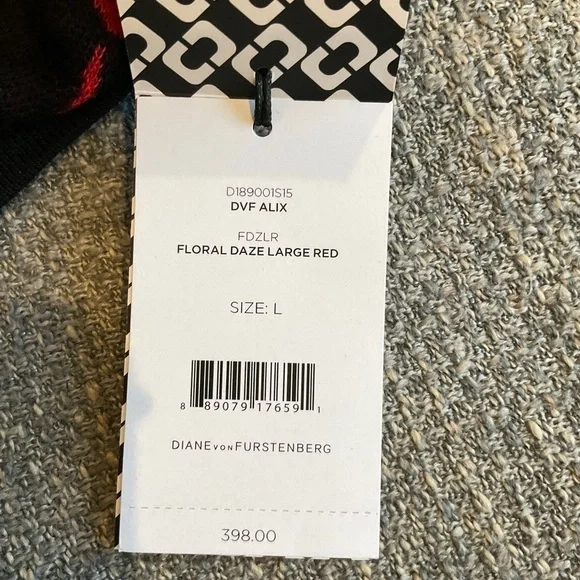 D189001S15
DVF ALIX
FDZLR
FLORAL DAZE LARGE RED
SIZE: L
8 89079 17659 1
DIANE VON FURSTENBERG
398.00